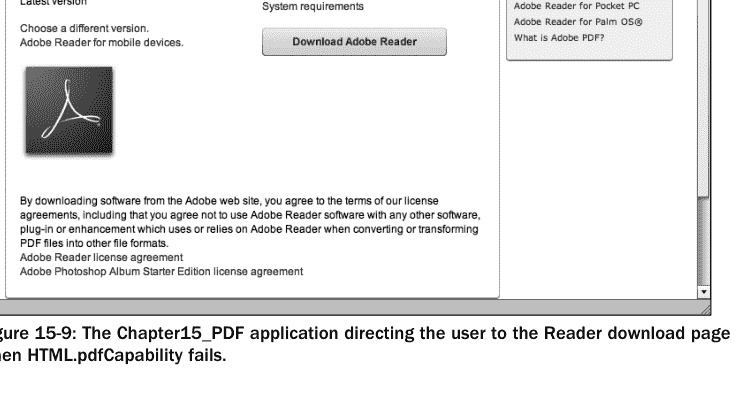 Latest version
Choose a different version.
Adobe Reader for mobile devices.
System requirements
Download Adobe Reader
Adobe Reader for Pocket PC
Adobe Reader for Palm OS®
What is Adobe PDF?
By downloading software from the Adobe web site, you agree to the terms of our license
agreements, including that you agree not to use Adobe Reader software with any other software,
plug-in or enhancement which uses or relies on Adobe Reader when converting or transforming
PDF files into other file formats.
Adobe Reader license agreement
Adobe Photoshop Album Starter Edition license agreement
gure 15-9: The Chapter15_PDF application directing the user to the Reader download page
en HTML.pdfCapability fails.